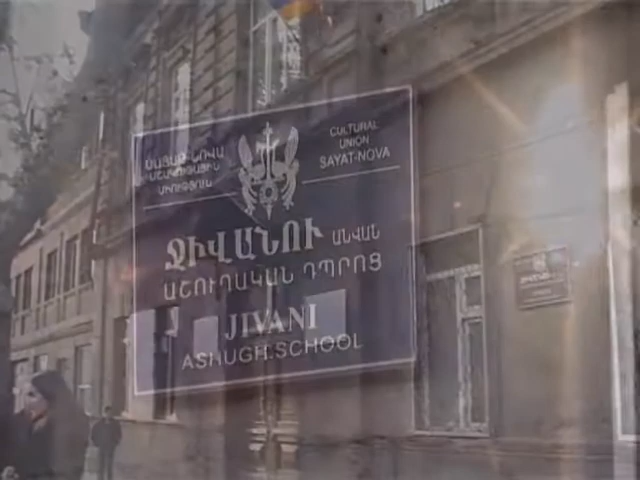 ՍԱՅԱԹ-ՆՈՎԱ
ՄՇԱԿՈՒԹԱՅԻՆ
ՄԻՈՒԹՅՈՒՆ
CULTURAL
UNION
SAYAT-NOVA
ՋԻՎԱՆՈՒ ԱՆՎԱՆ
ԱՇՈՒՂԱԿԱՆ ԴՊՐՈՑ
JIVANI
ASHUGH SCHOOL